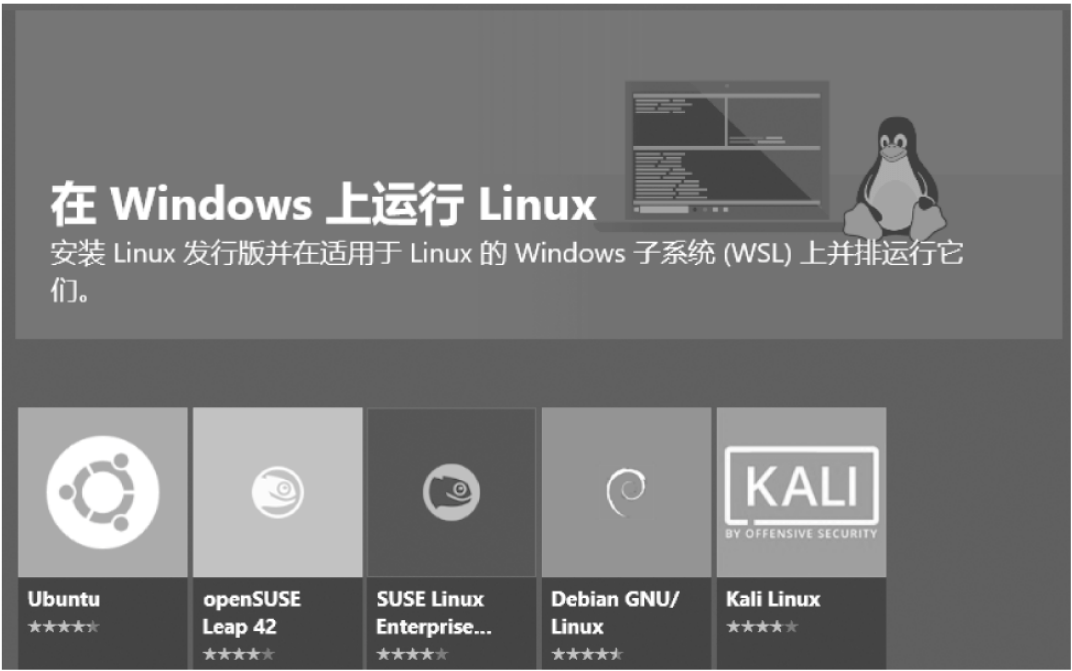 在 Windows 上运行 Linux
安装 Linux 发行版并在适用于 Linux 的 Windows 子系统 (WSL) 上并排运行它
们。
KALI
BY OFFENSIVE SECURITY
Ubuntu
openSUSE
Leap 42
SUSE Linux
Enterprise...
Debian GNU/
Linux
Kali Linux